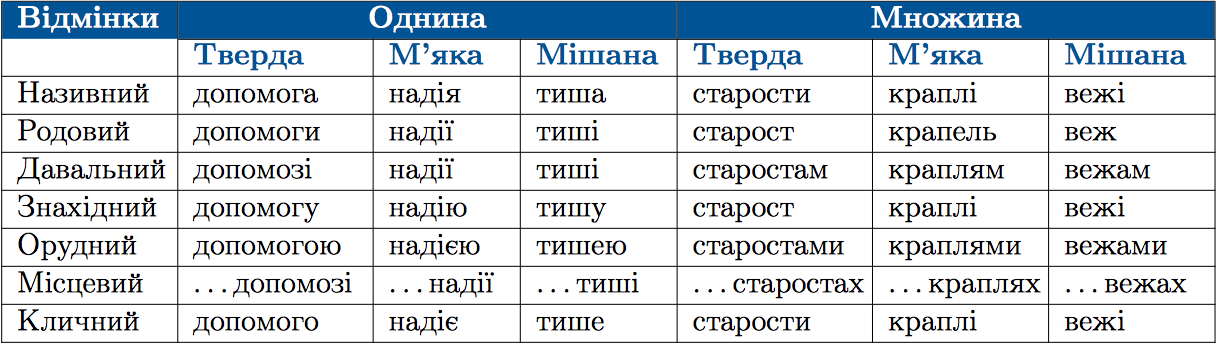 Відмінки Однина Множина
Тверда М’яка Мішана Тверда М’яка Мішана
Називний допомога надія тиша старости краплі вежі
Родовий допомоги надії тиші старост крапель веж
Давальний допомозі надії тиші старостам краплям вежам
Знахідний допомогу надію тишу старост краплі вежі
Орудний допомогою надією тишею старостами краплями вежами
Місцевий ...допомозі ...надії ...тиші ...старостах ...краплях ...вежах
Кличний допомого надіє тише старости краплі вежі